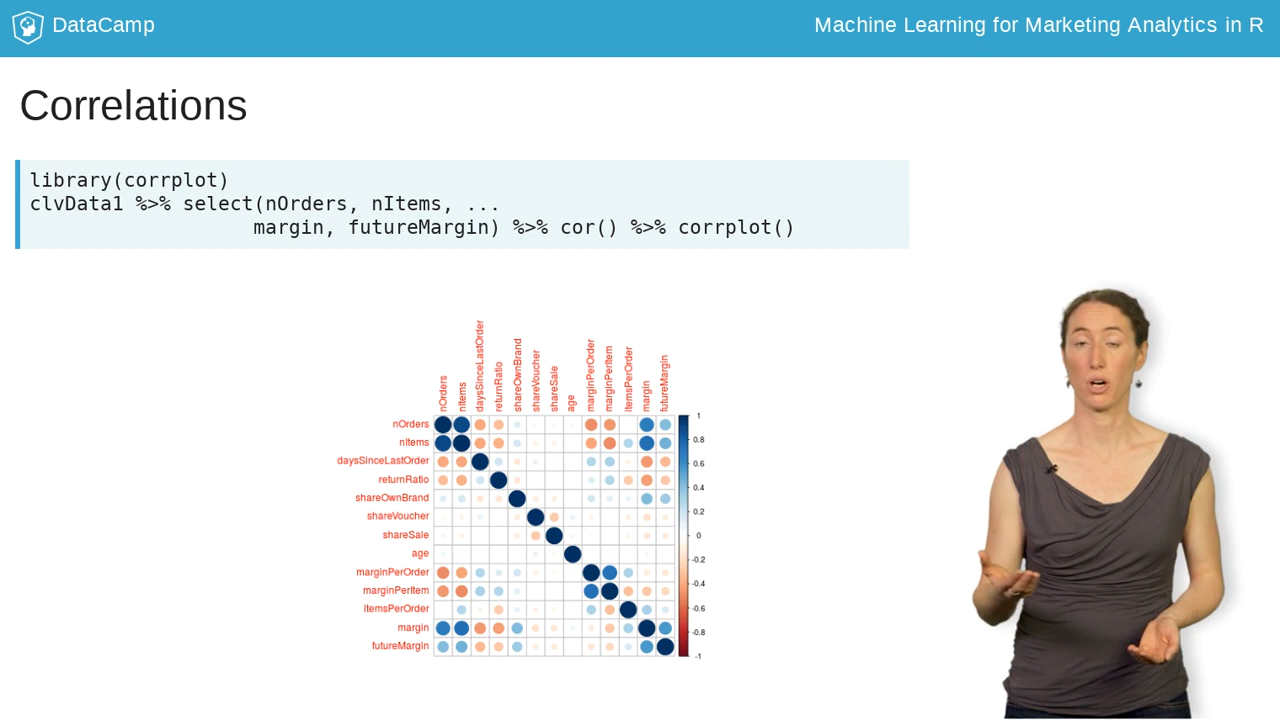 DataCamp
Machine Learning for Marketing Analytics in R
Correlations
library(corrplot)
clvData1 %>% select(nOrders, nItems, ...
margin, futureMargin) %>% cor() %>% corrplot()
nOrders nItems daysSinceLastOrder returnRatio shareOwnBrand shareVoucher shareSale age marginPerOrder marginPerItem itemsPerOrder margin futureMargin
nOrders
nItems
daysSinceLastOrder
returnRatio
shareOwnBrand
shareVoucher
shareSale
age
marginPerOrder
marginPerItem
itemsPerOrder
margin
futureMargin
1
0.8
0.6
0.4
0.2
0
-0.2
-0.4
-0.6
-0.8
-1